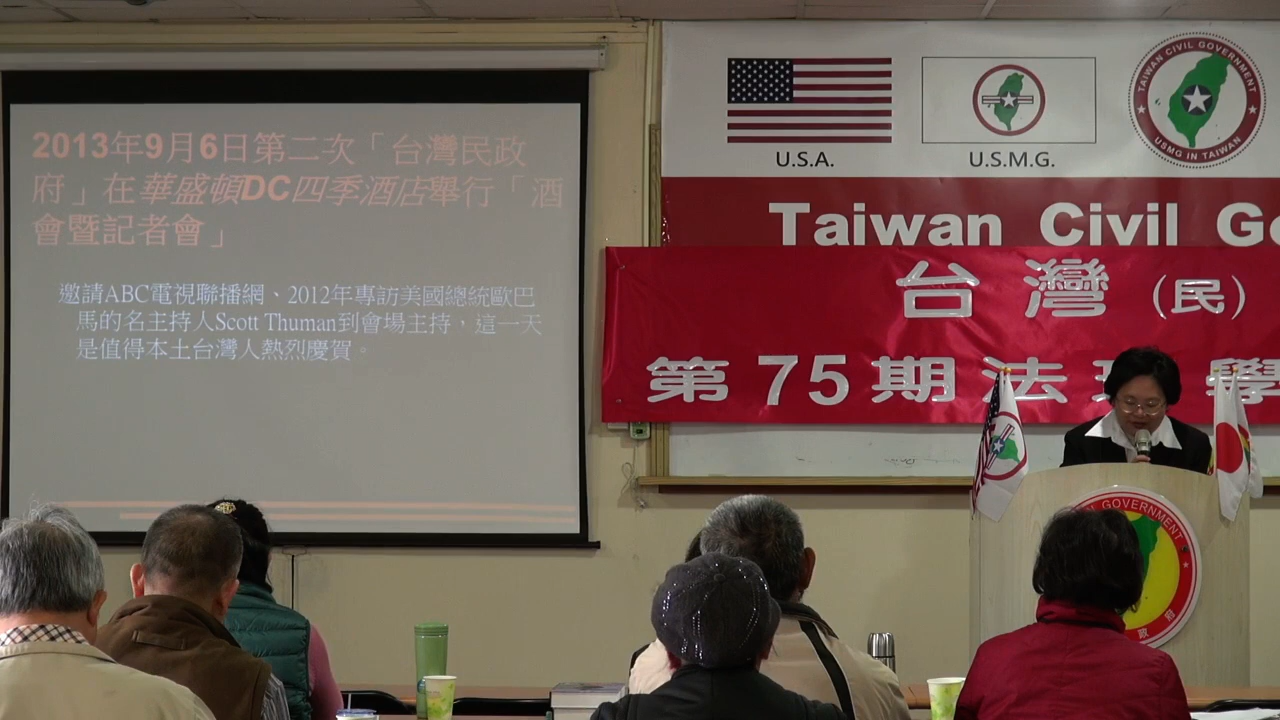 2013年9月6日第二次「台灣民政
府」在華盛頓DC四季酒店舉行「酒
會暨記者會」
邀請ABC電視聯播網、2012年專訪美國總統歐巴
馬的名主持人Scott Thuman到會場主持，這一天
是值得本土台灣人熱烈慶賀。
U.S.A.
U.S.M.G.
TAIWAN CIVIL GOVERNMENT
USMG IN TAIWAN
Taiwan Civil Go
台灣（民）
第75期法理學
CIVIL GOVERNMENT
政府